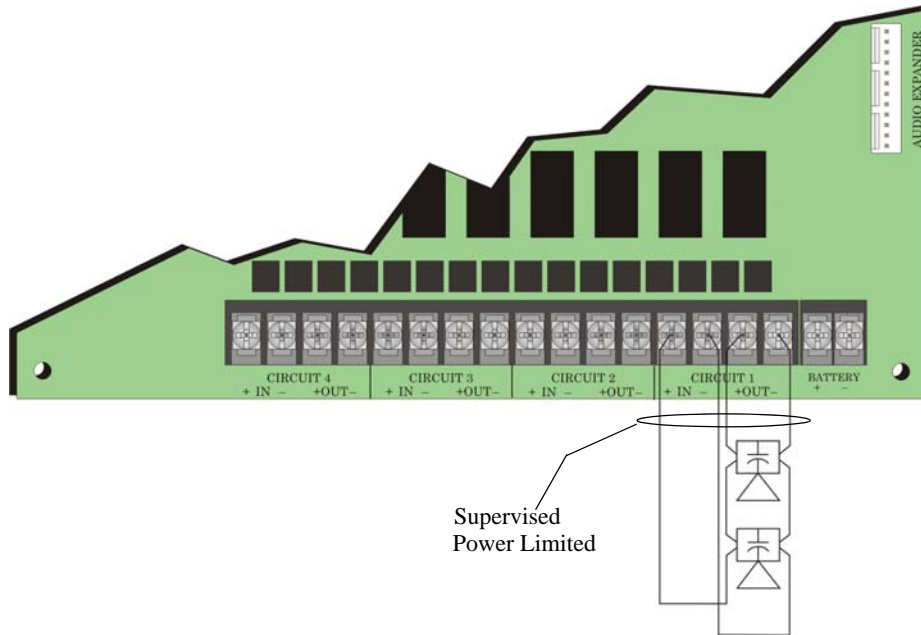 AUDIO EXPANDER
CIRCUIT 4 CIRCUIT 3 CIRCUIT 2 CIRCUIT 1 BATTERY
+ IN – +OUT– + IN – +OUT– + IN – +OUT– + IN – +OUT– + –
Supervised
Power Limited